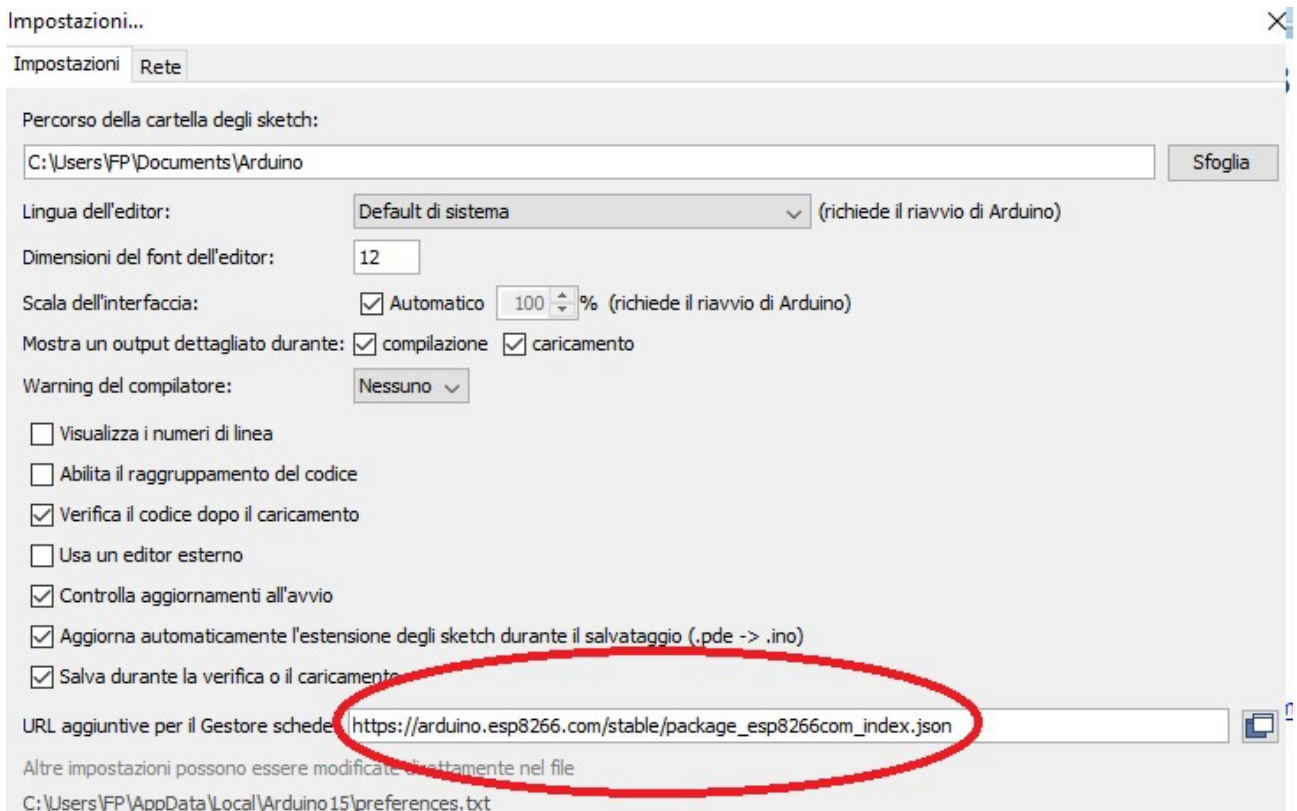 Impostazioni...
Impostazioni Rete
Percorso della cartella degli sketch:
C:\Users\FP\Documents\Arduino Sfoglia
Lingua dell'editor: Default di sistema (richiede il riavvio di Arduino)
Dimensioni del font dell'editor: 12
Scala dell'interfaccia: Automatico 100 % (richiede il riavvio di Arduino)
Mostra un output dettagliato durante: compilazione caricamento
Warning del compilatore: Nessuno
Visualizza i numeri di linea
Abilita il raggruppamento del codice
Verifica il codice dopo il caricamento
Usa un editor esterno
Controlla aggiornamenti all'avvio
Aggiorna automaticamente l'estensione degli sketch durante il salvataggio (.pde -> .ino)
Salva durante la verifica o il caricamento
URL aggiuntive per il Gestore schede: https://arduino.esp8266.com/stable/package_esp8266com_index.json
Altre impostazioni possono essere modificate direttamente nel file
C:\Users\FP\AppData\Local\Arduino15\preferences.txt